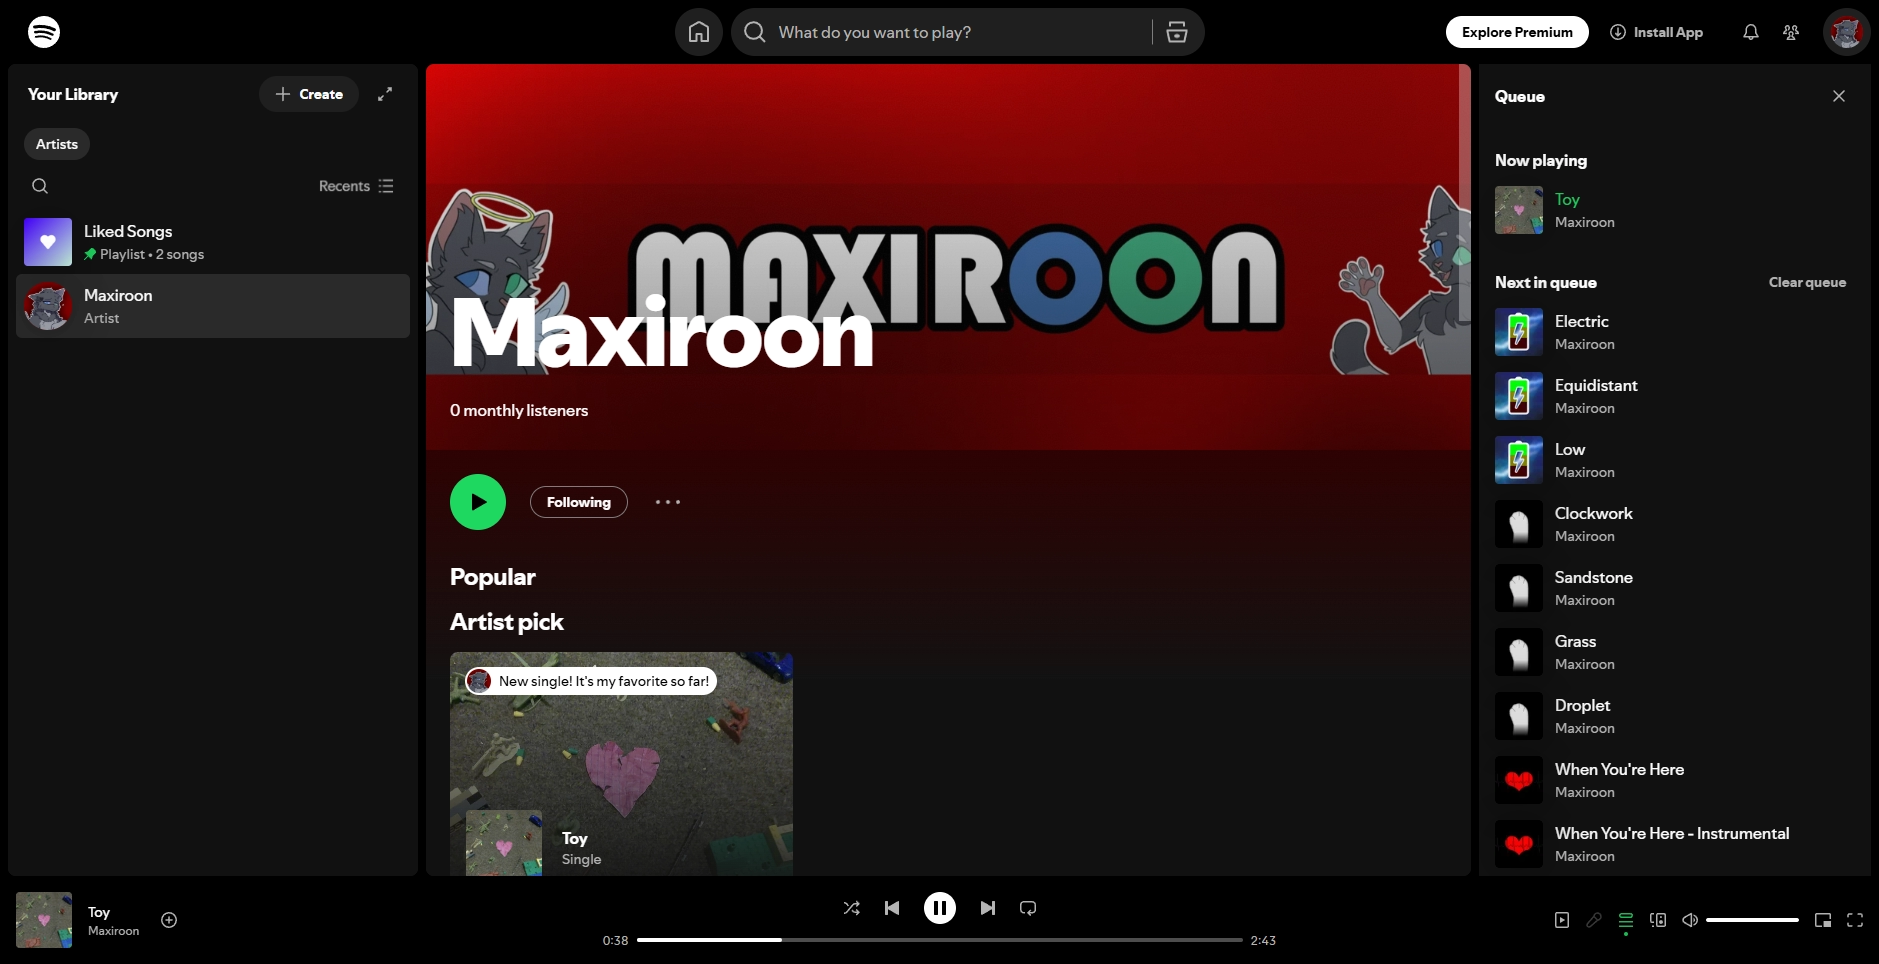 What do you want to play?
Explore Premium
Install App
Your Library
Create
Artists
Recents
Liked Songs
Playlist • 2 songs
Maxiroon
Artist
MAXIROON
Maxiroon
0 monthly listeners
Following
Popular
Artist pick
New single! It's my favorite so far!
Toy
Single
Queue
Now playing
Toy
Maxiroon
Next in queue
Clear queue
Electric
Maxiroon
Equidistant
Maxiroon
Low
Maxiroon
Clockwork
Maxiroon
Sandstone
Maxiroon
Grass
Maxiroon
Droplet
Maxiroon
When You're Here
Maxiroon
When You're Here - Instrumental
Maxiroon
Toy
Maxiroon
0:38
2:43